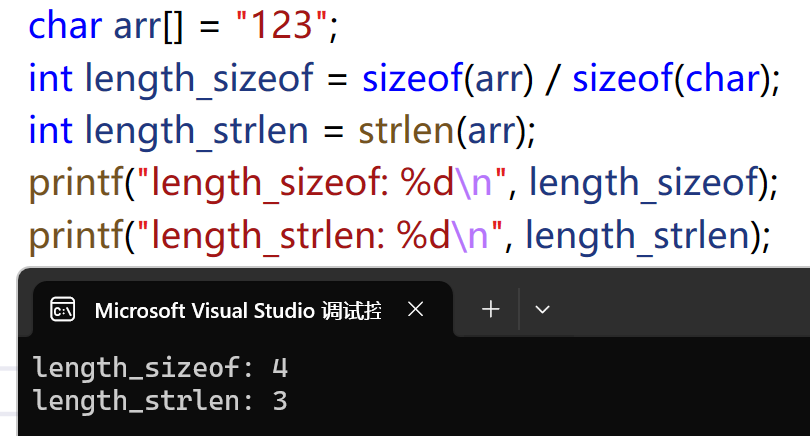 char arr[] = "123";
int length_sizeof = sizeof(arr) / sizeof(char);
int length_strlen = strlen(arr);
printf("length_sizeof: %d\n", length_sizeof);
printf("length_strlen: %d\n", length_strlen);
Microsoft Visual Studio 调试控
length_sizeof: 4
length_strlen: 3